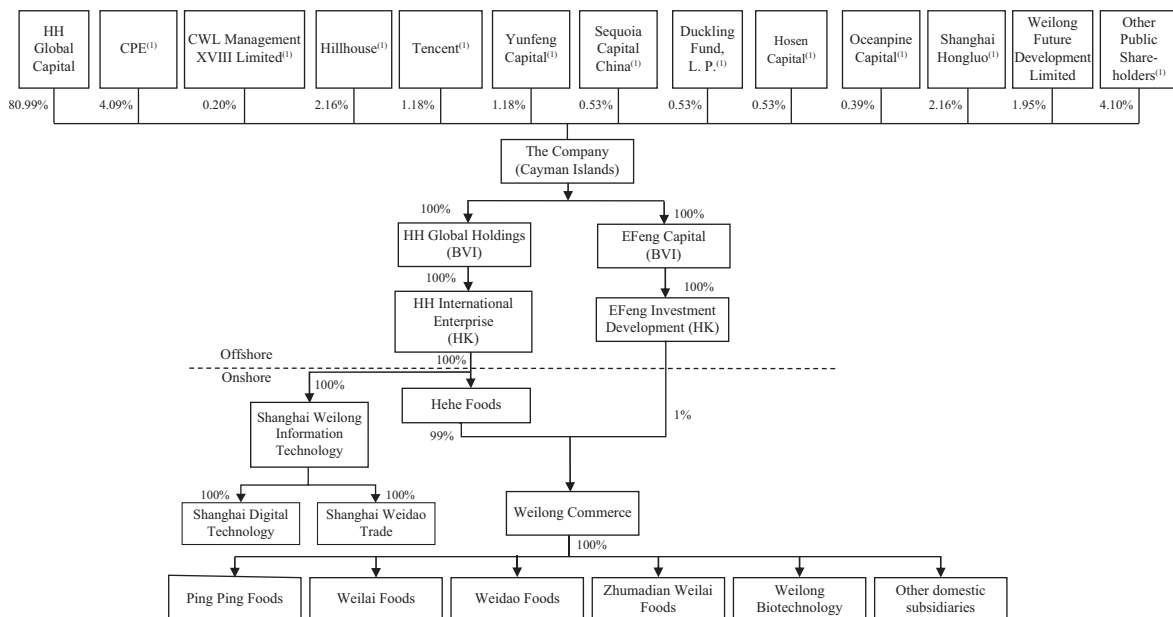 HH
Global
Capital
CPE(1)
CWL Management
XVIII Limited(1)
Hillhouse(1)
Tencent(1)
Yunfeng
Capital(1)
Sequoia
Capital
China(1)
Duckling
Fund,
L. P.(1)
Hosen
Capital(1)
Oceanpine
Capital(1)
Shanghai
Hongluo(1)
Weilong
Future
Development
Limited
Other
Public
Share-
holders(1)
80.99%
4.09%
0.20%
2.16%
1.18%
1.18%
0.53%
0.53%
0.53%
0.39%
2.16%
1.95%
4.10%
The Company
(Cayman Islands)
100%
100%
HH Global Holdings
(BVI)
EFeng Capital
(BVI)
100%
100%
HH International
Enterprise
(HK)
EFeng Investment
Development (HK)
Offshore
100%
Onshore
100%
Hehe Foods
1%
Shanghai Weilong
Information
Technology
99%
100%
100%
Shanghai Digital
Technology
Shanghai Weidao
Trade
Weilong Commerce
100%
Ping Ping Foods
Weilai Foods
Weidao Foods
Zhumadian Weilai
Foods
Weilong
Biotechnology
Other domestic
subsidiaries